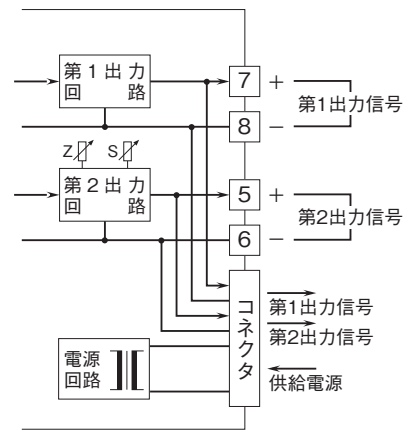 第1出力
回路
7
+
第1出力信号
8
−
Z
S
第2出力
回路
5
+
第2出力信号
6
−
コネクタ
第1出力信号
第2出力信号
電源
回路
供給電源